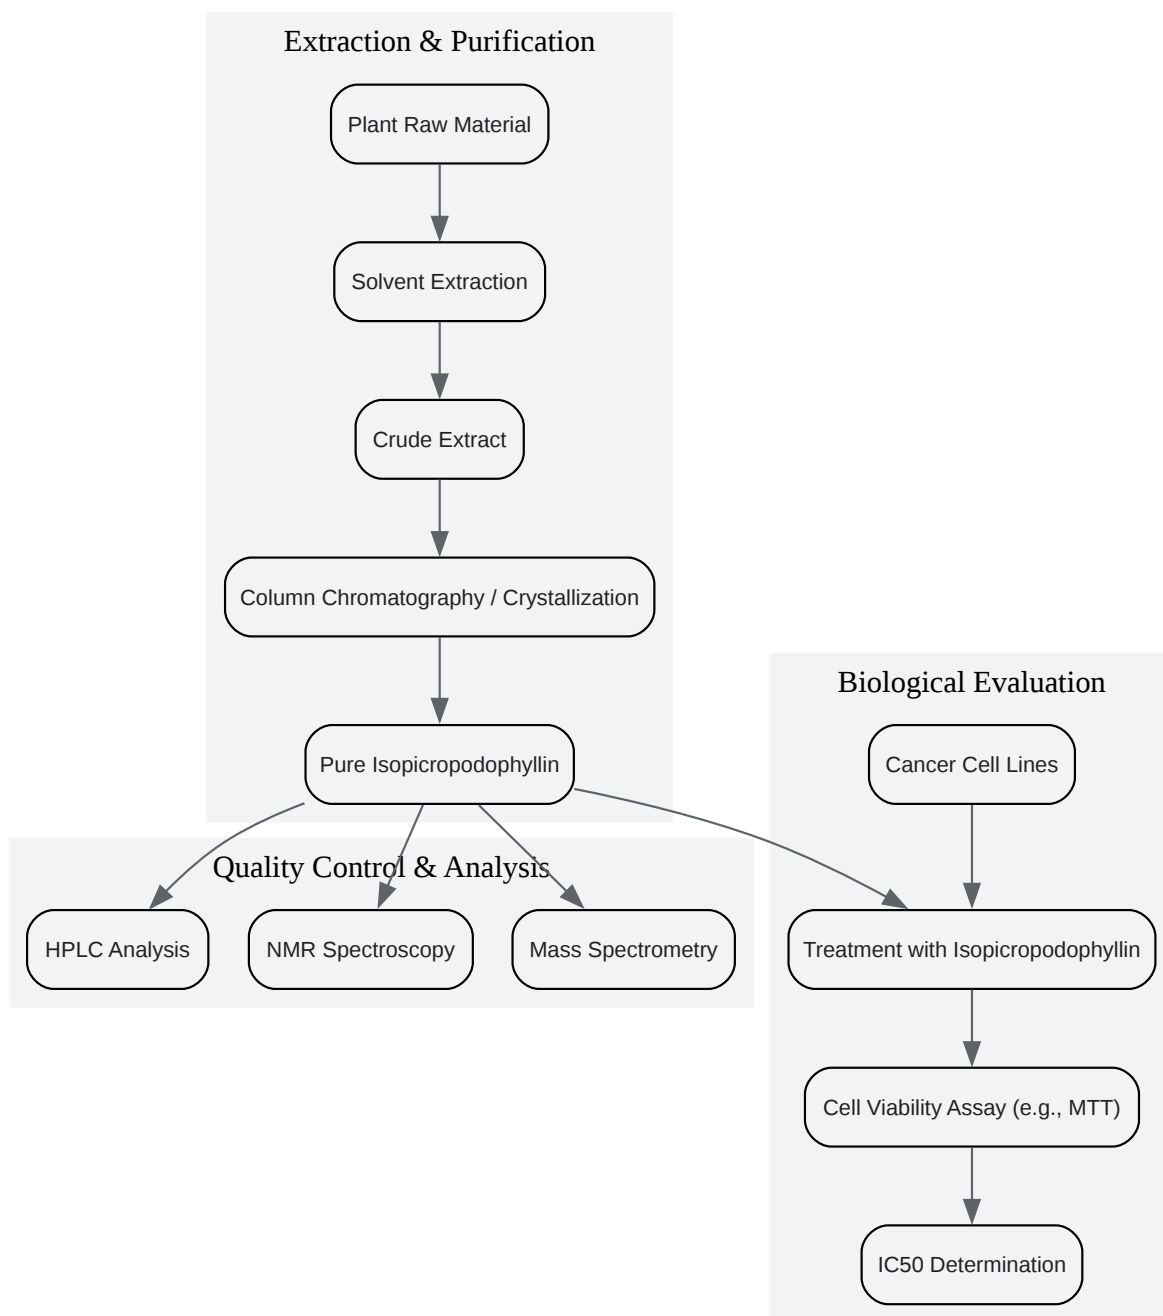 Extraction & Purification
Plant Raw Material
Solvent Extraction
Crude Extract
Column Chromatography / Crystallization
Pure Isopicropodophyllin
Quality Control & Analysis
HPLC Analysis
NMR Spectroscopy
Mass Spectrometry
Biological Evaluation
Cancer Cell Lines
Treatment with Isopicropodophyllin
Cell Viability Assay (e.g., MTT)
IC50 Determination